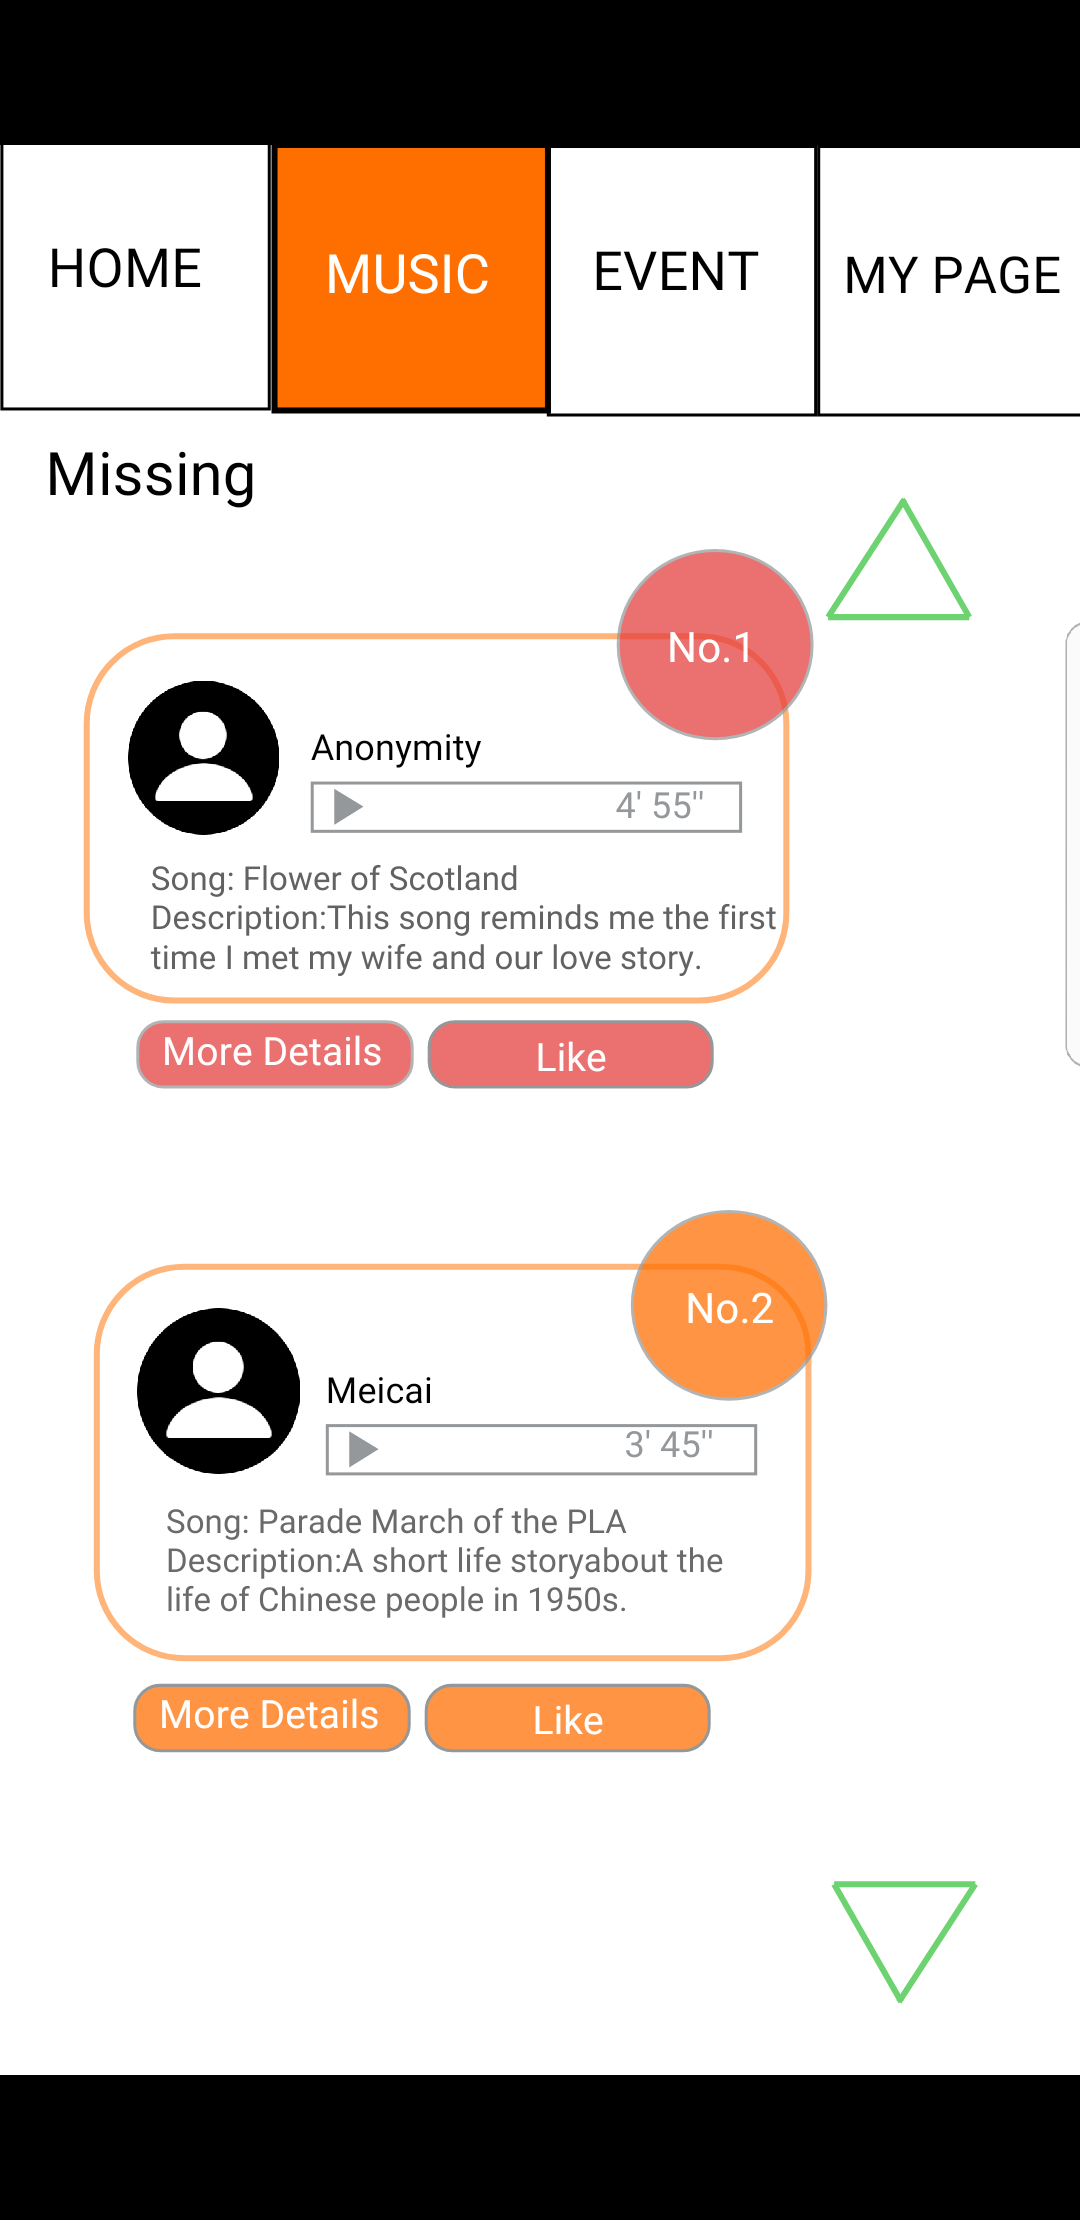 HOME
MUSIC
EVENT
MY PAGE
Missing
No.1
Anonymity
4' 55"
Song: Flower of Scotland
Description:This song reminds me the first
time I met my wife and our love story.
More Details
Like
No.2
Meicai
3' 45"
Song: Parade March of the PLA
Description:A short life storyabout the
life of Chinese people in 1950s.
More Details
Like